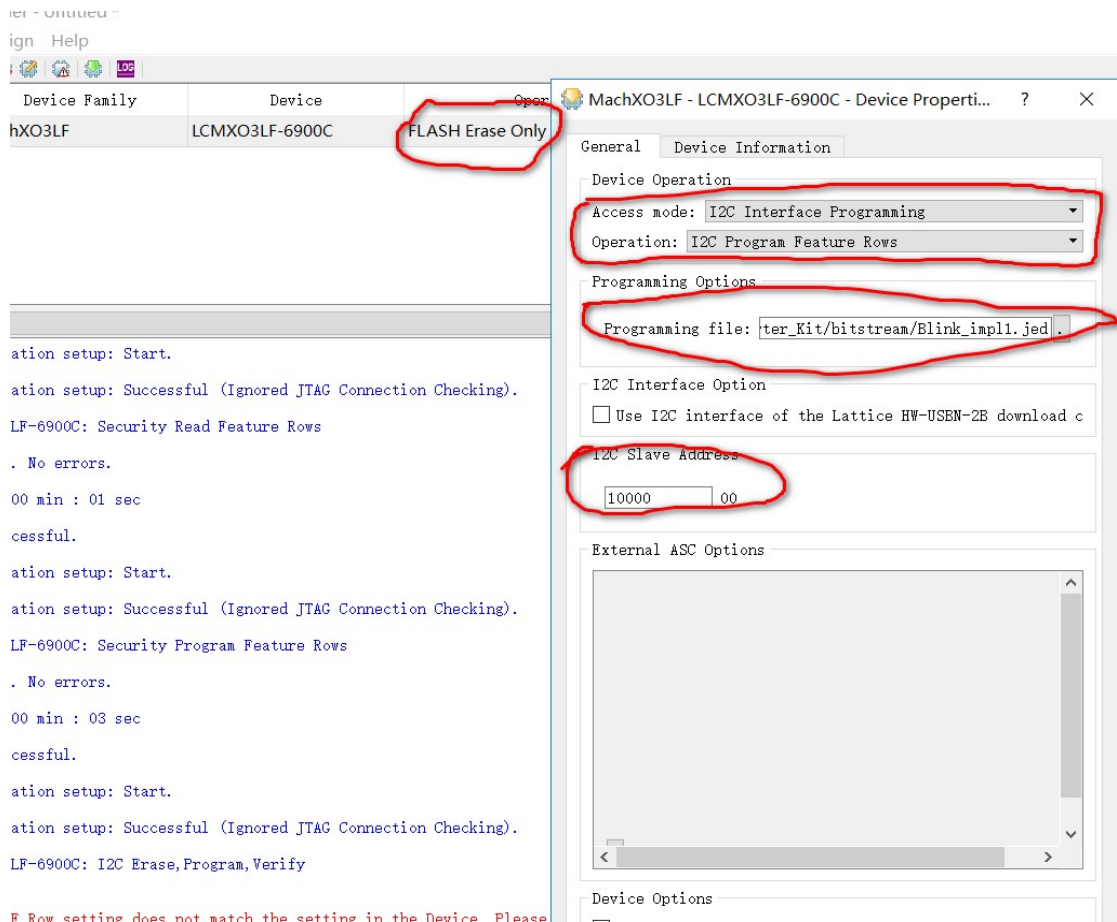 ign Help
LOG
Device Family Device Oper
hXO3LF LCMXO3LF-6900C FLASH Erase Only
ation setup: Start.
ation setup: Successful (Ignored JTAG Connection Checking).
LF-6900C: Security Read Feature Rows
. No errors.
00 min : 01 sec
cessful.
ation setup: Start.
ation setup: Successful (Ignored JTAG Connection Checking).
LF-6900C: Security Program Feature Rows
. No errors.
00 min : 03 sec
cessful.
ation setup: Start.
ation setup: Successful (Ignored JTAG Connection Checking).
LF-6900C: I2C Erase,Program,Verify
F Row setting does not match the setting in the Device. Please
MachXO3LF - LCMXO3LF-6900C - Device Properti... ? ×
General Device Information
Device Operation
Access mode: I2C Interface Programming
Operation: I2C Program Feature Rows
Programming Options
Programming file: ter_Kit/bitstream/Blink_impl1.jed .
I2C Interface Option
Use I2C interface of the Lattice HW-USBN-2B download c
I2C Slave Address
10000 00
External ASC Options
Device Options